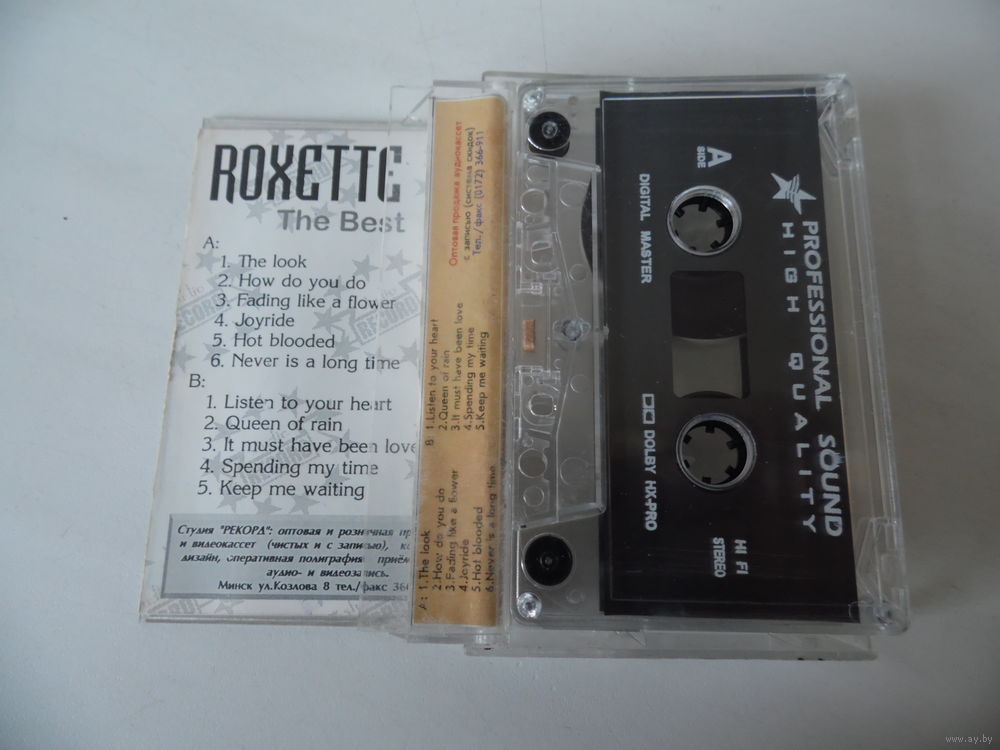 ROXETTE
The Best
A:
1. The look
2. How do you do
3. Fading like a flower
4. Joyride
5. Hot blooded
6. Never is a long time
B:
1. Listen to your heart
2. Queen of rain
3. It must have been love
4. Spending my time
5. Keep me waiting
Студия "РЕКОРД": оптовая и розничная
и видеокассет (чистых и с записью),
дизайн, оперативная полиграфия
аудио- и видеозапись.
Минск ул.Козлова 8 тел./факс
Оптовая продажа аудиокассет
с записью (система скидок)
Тел./факс (0172) 366-911
A: 1.The look
2.How do you do
3.Fading like a flower
4.Joyride
5.Hot blooded
6.Never is a long time
B: 1.Listen to your heart
2.Queen of rain
3.It must have been love
4.Spending my time
5.Keep me waiting
PROFESSIONAL SOUND
HIGH QUALITY
A
SIDE
DIGITAL MASTER
DOLBY HX-PRO
HI FI
STEREO
RECORD
www.ay.by